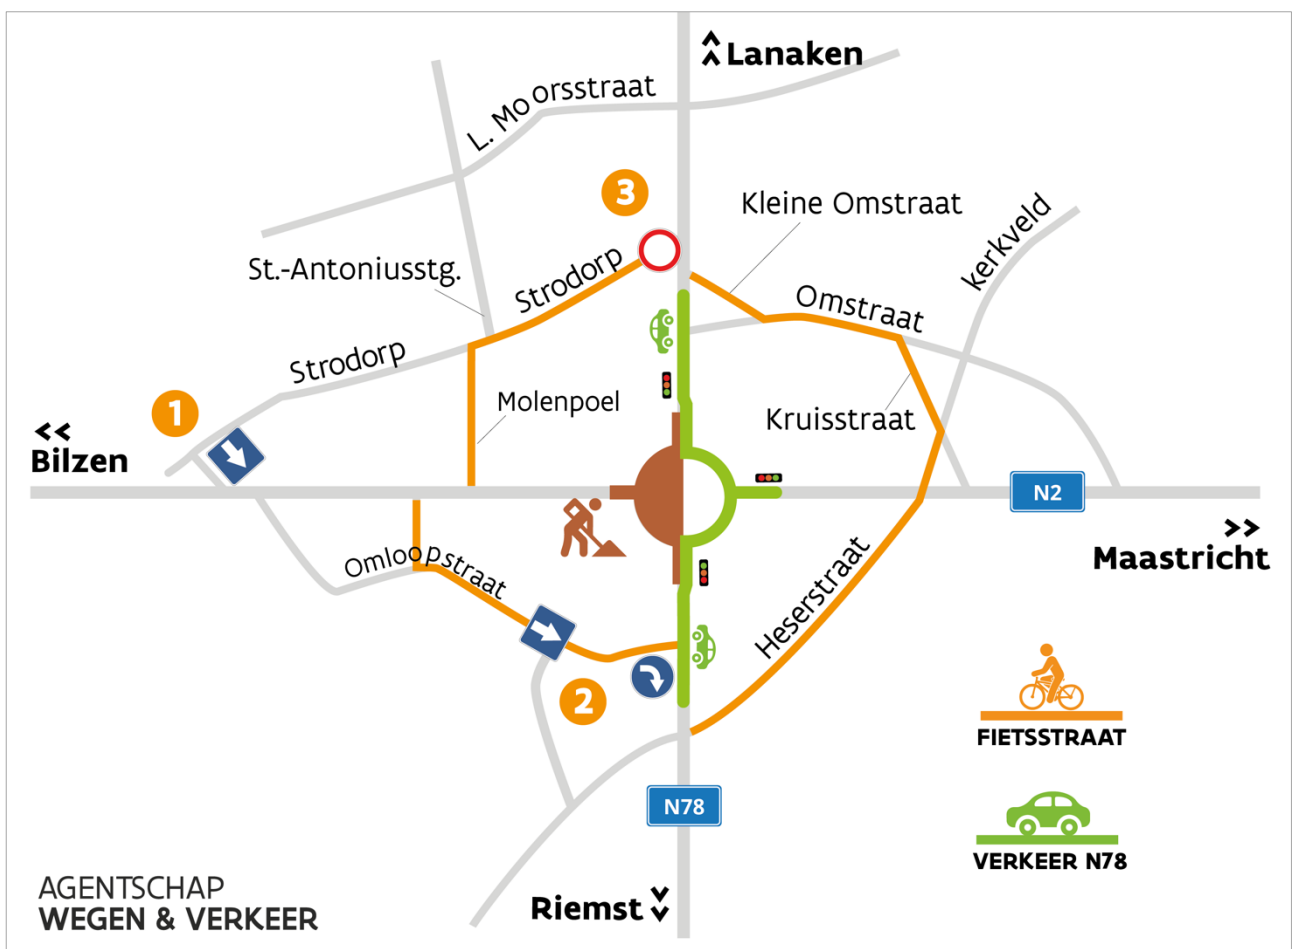 Lanaken
L. Moorsstraat
3
Kleine Omstraat
kerkveld
St.-Antoniusstg.
Strodorp
Omstraat
Strodorp
1
Molenpoel
Kruisstraat
Bilzen
N2
Omloopstraat
Maastricht
Heserstraat
2
FIETSSTRAAT
N78
VERKEER N78
AGENTSCHAP
WEGEN & VERKEER
Riemst